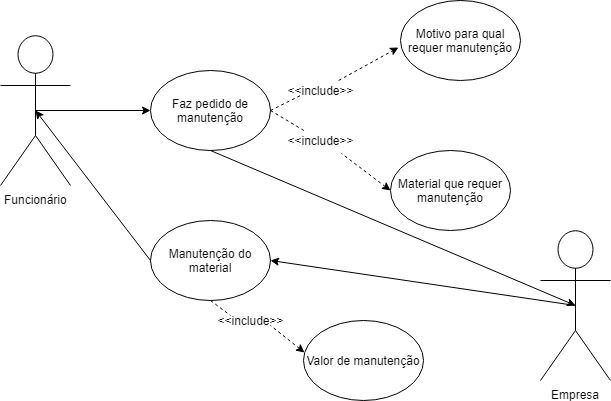 Motivo para qual
requer manutenção
<<include>>
Faz pedido de
manutenção
<<include>>
Material que requer
manutenção
Funcionário
Manutenção do
material
<<include>>
Valor de manutenção
Empresa